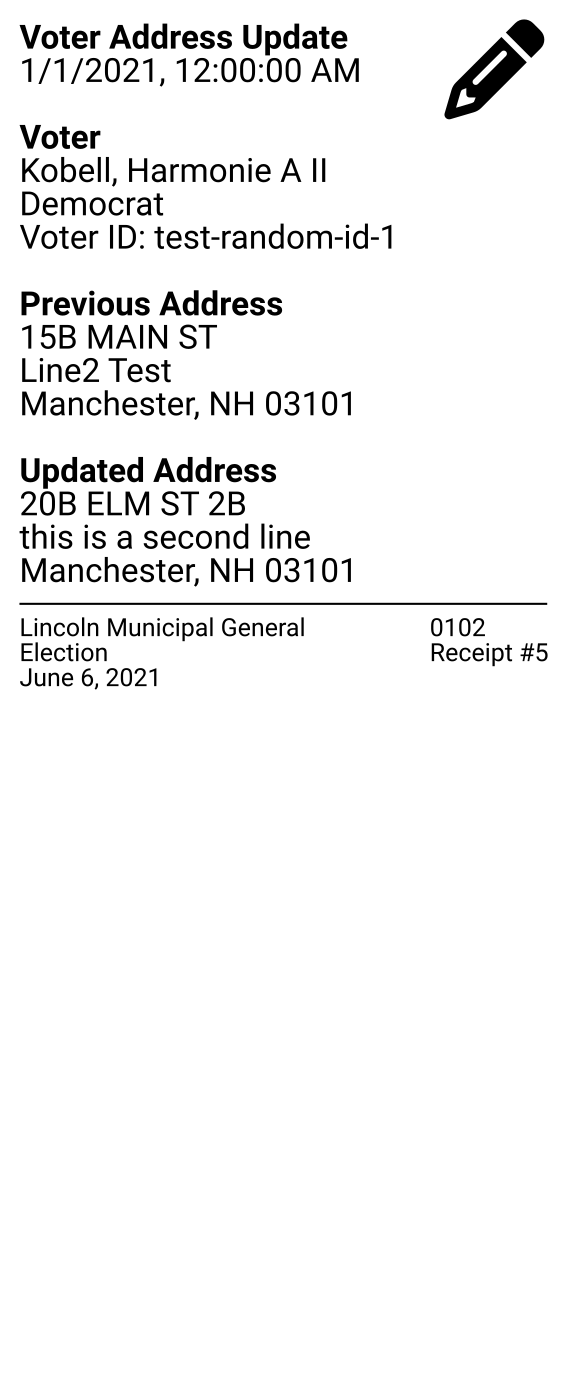 Voter Address Update
1/1/2021, 12:00:00 AM
Voter
Kobell, Harmonie A II
Democrat
Voter ID: test-random-id-1
Previous Address
15B MAIN ST
Line2 Test
Manchester, NH 03101
Updated Address
20B ELM ST 2B
this is a second line
Manchester, NH 03101
Lincoln Municipal General
Election
June 6, 2021
0102
Receipt #5